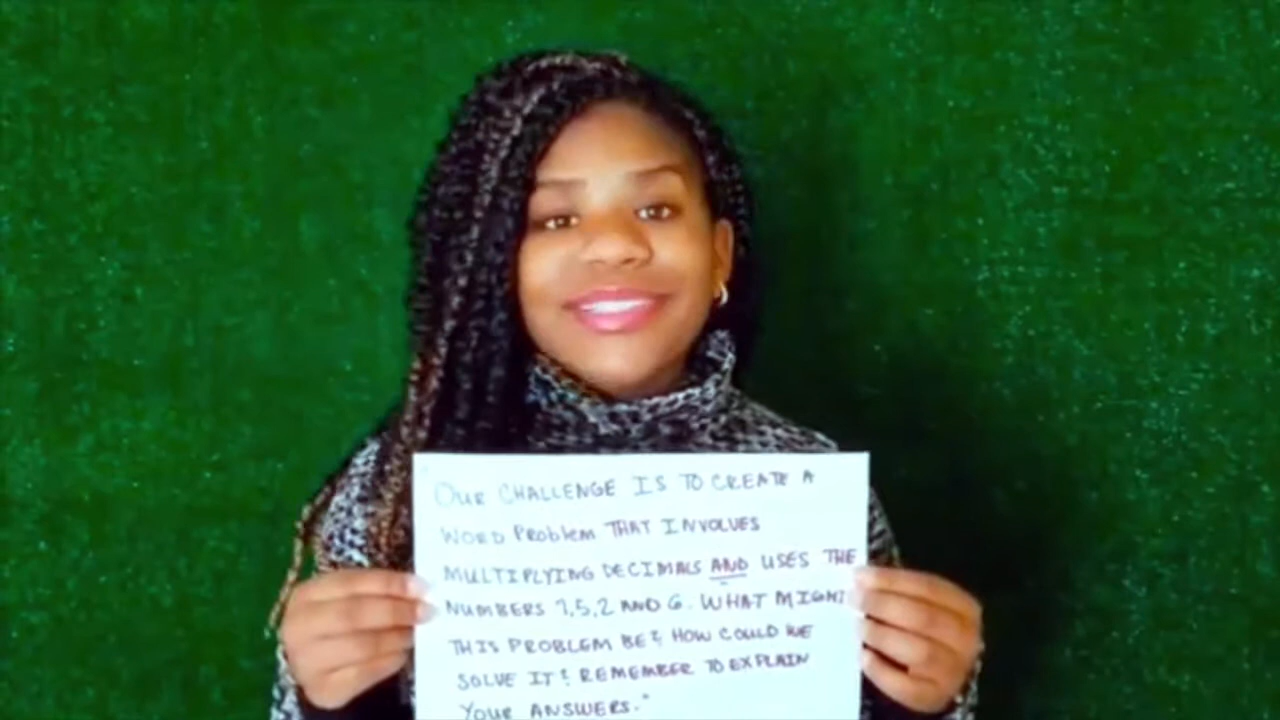 OUR CHALLENGE IS TO CREATE A
WORD PROBLEM THAT INVOLVES
MULTIPLYING DECIMALS AND USES THE
NUMBERS 7,5,2 AND 6. WHAT MIGHT
THIS PROBLEM BE? HOW COULD WE
SOLVE IT? REMEMBER TO EXPLAIN
YOUR ANSWERS."